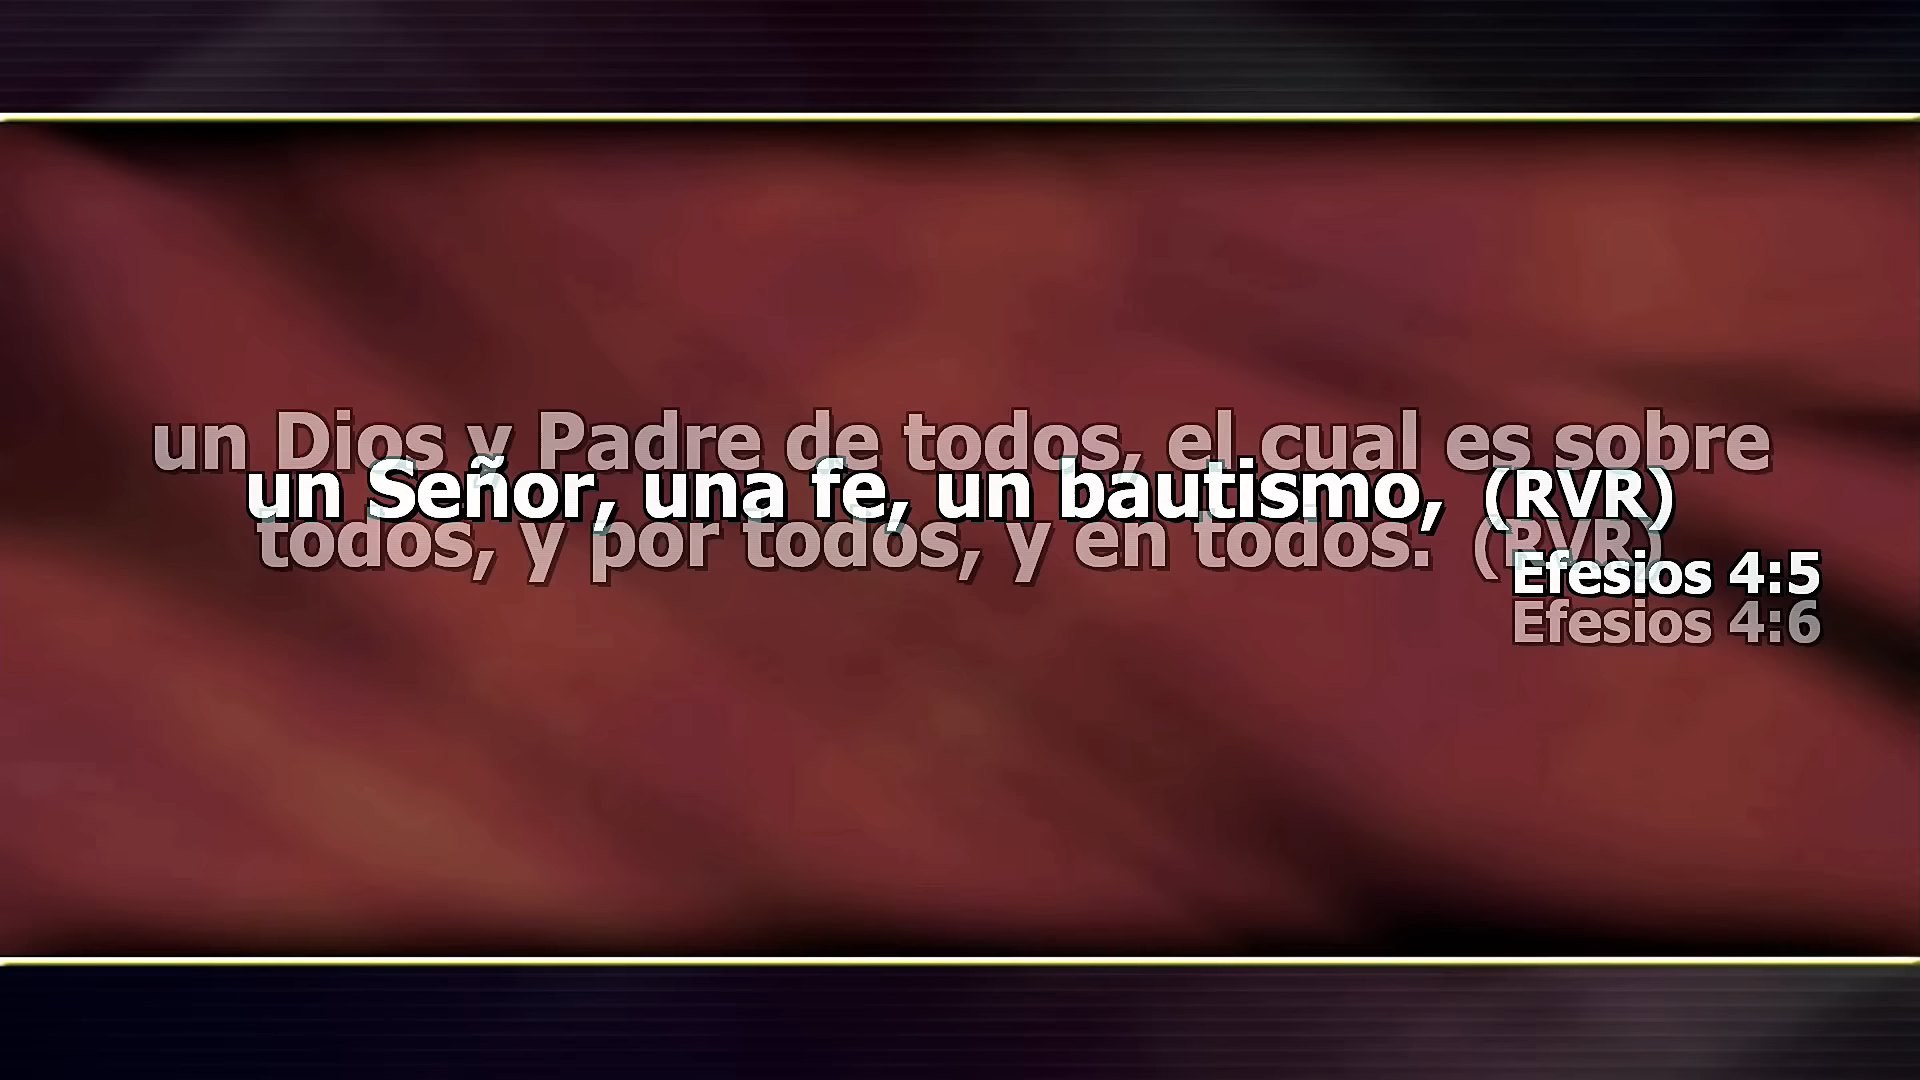 un Dios y Padre de todos, el cual es sobre
un Señor, una fe, un bautismo, (RVR)
todos, y por todos, y en todos. (RVR)
Efesios 4:5
Efesios 4:6